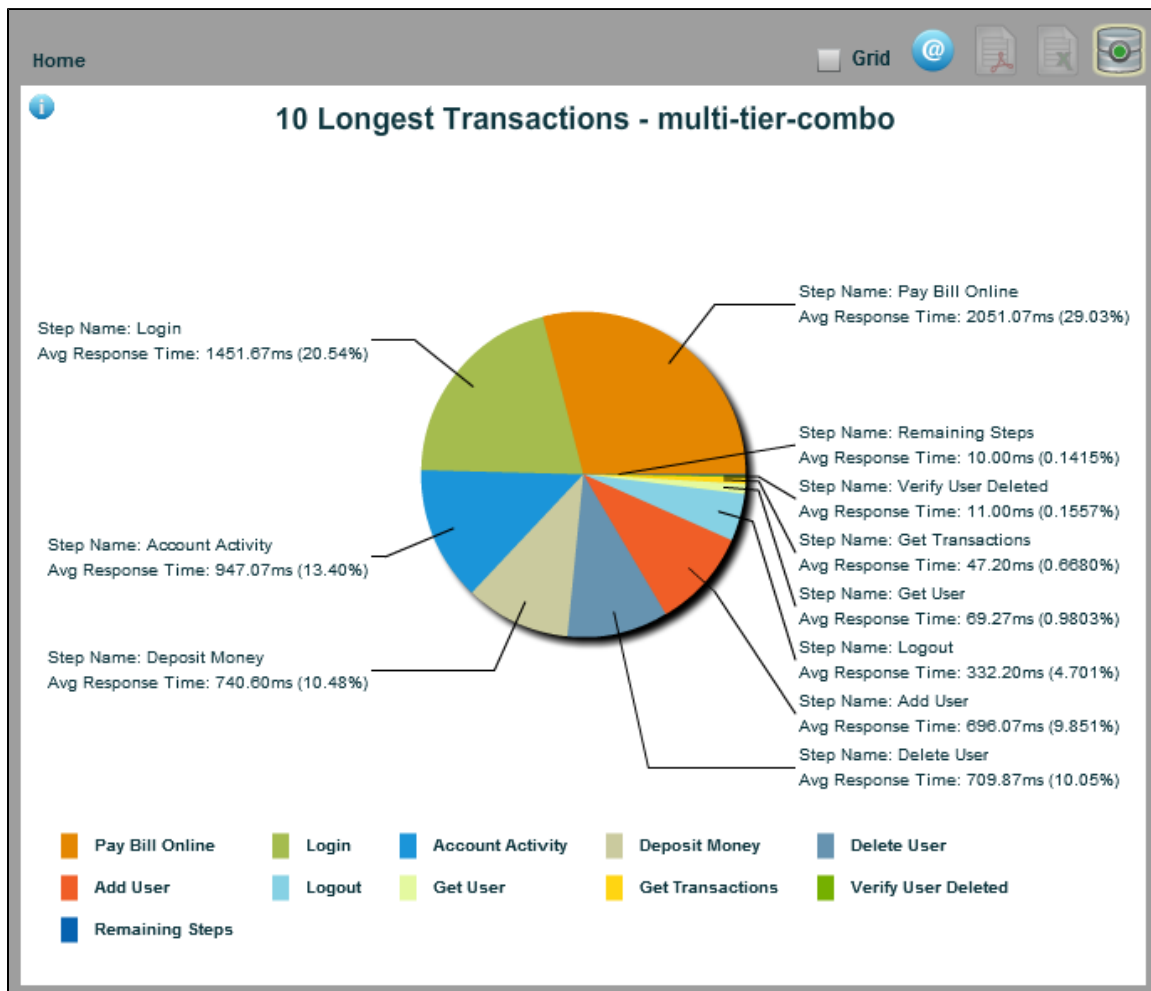 Home
Grid
@
i
10 Longest Transactions - multi-tier-combo
Step Name: Pay Bill Online
Avg Response Time: 2051.07ms (29.03%)
Step Name: Login
Avg Response Time: 1451.67ms (20.54%)
Step Name: Remaining Steps
Avg Response Time: 10.00ms (0.1415%)
Step Name: Verify User Deleted
Avg Response Time: 11.00ms (0.1557%)
Step Name: Get Transactions
Avg Response Time: 47.20ms (0.6680%)
Step Name: Account Activity
Avg Response Time: 947.07ms (13.40%)
Step Name: Get User
Avg Response Time: 69.27ms (0.9803%)
Step Name: Logout
Avg Response Time: 332.20ms (4.701%)
Step Name: Deposit Money
Avg Response Time: 740.60ms (10.48%)
Step Name: Add User
Avg Response Time: 696.07ms (9.851%)
Step Name: Delete User
Avg Response Time: 709.87ms (10.05%)
Pay Bill Online Login Account Activity Deposit Money Delete User
Add User Logout Get User Get Transactions Verify User Deleted
Remaining Steps